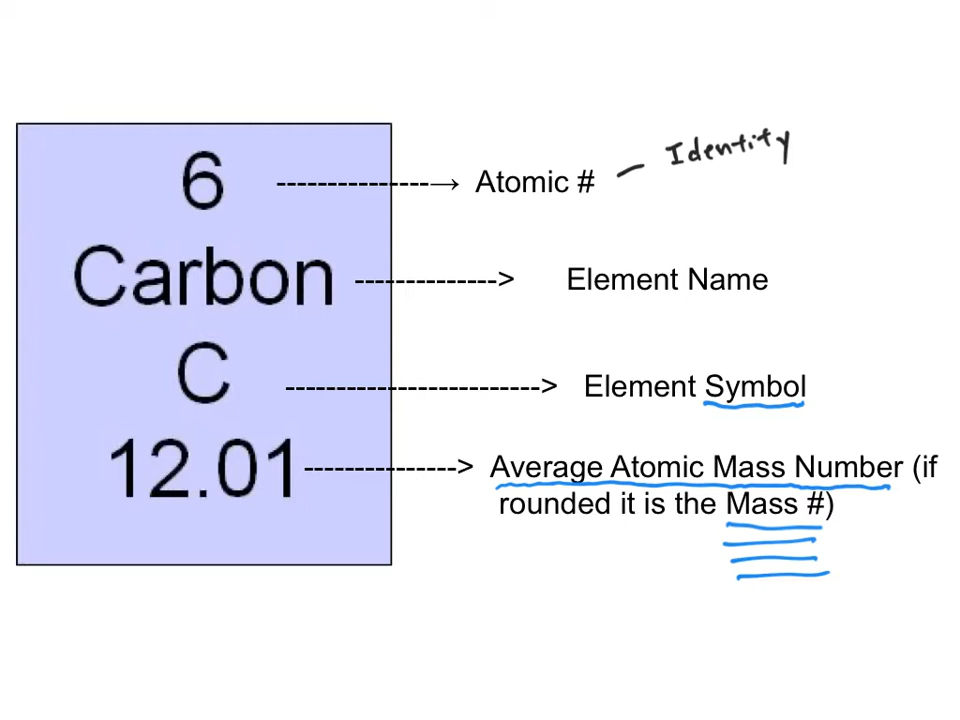 6 ----------------→ Atomic # – Identity
Carbon --------------> Element Name
C -------------------------> Element Symbol
12.01 ---------------> Average Atomic Mass Number (if
rounded it is the Mass #)